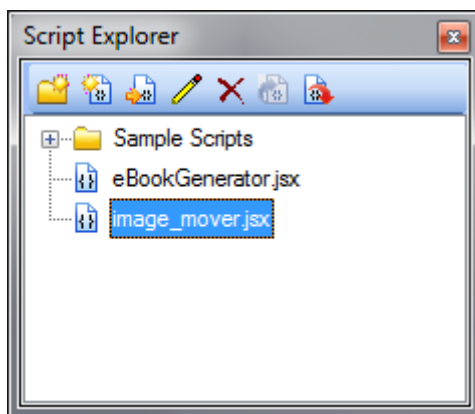 Script Explorer
Sample Scripts
eBookGenerator.jsx
image_mover.jsx